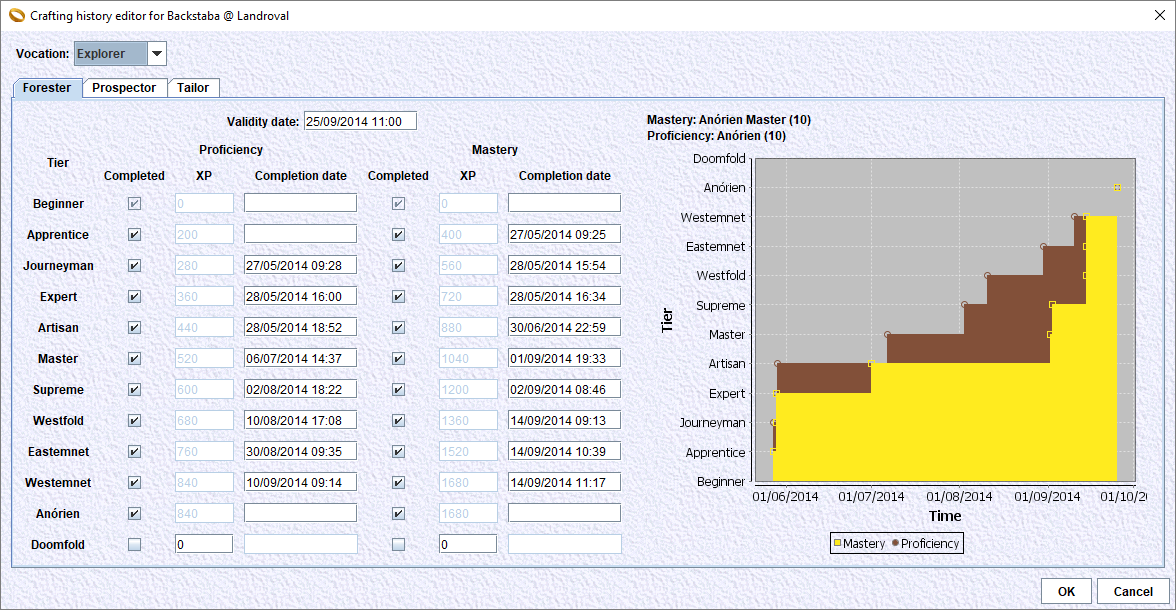 Crafting history editor for Backstaba @ Landroval
Vocation: Explorer
Forester Prospector Tailor
Validity date: 25/09/2014 11:00
Tier Proficiency Mastery
Completed XP Completion date Completed XP Completion date
Beginner 0 0
Apprentice 200 400 27/05/2014 09:25
Journeyman 280 27/05/2014 09:28 560 28/05/2014 15:54
Expert 360 28/05/2014 16:00 720 28/05/2014 16:34
Artisan 440 28/05/2014 18:52 880 30/06/2014 22:59
Master 520 06/07/2014 14:37 1040 01/09/2014 19:33
Supreme 600 02/08/2014 18:22 1200 02/09/2014 08:46
Westfold 680 10/08/2014 17:08 1360 14/09/2014 09:13
Eastemnet 760 30/08/2014 09:35 1520 14/09/2014 10:39
Westemnet 840 10/09/2014 09:14 1680 14/09/2014 11:17
Anórien 840 1680
Doomfold 0 0
Mastery: Anórien Master (10)
Proficiency: Anórien (10)
Doomfold
Anórien
Westemnet
Eastemnet
Westfold
Supreme
Master
Artisan
Expert
Journeyman
Apprentice
Beginner
Tier
01/06/2014 01/07/2014 01/08/2014 01/09/2014 01/10/2
Time
Mastery Proficiency
OK Cancel